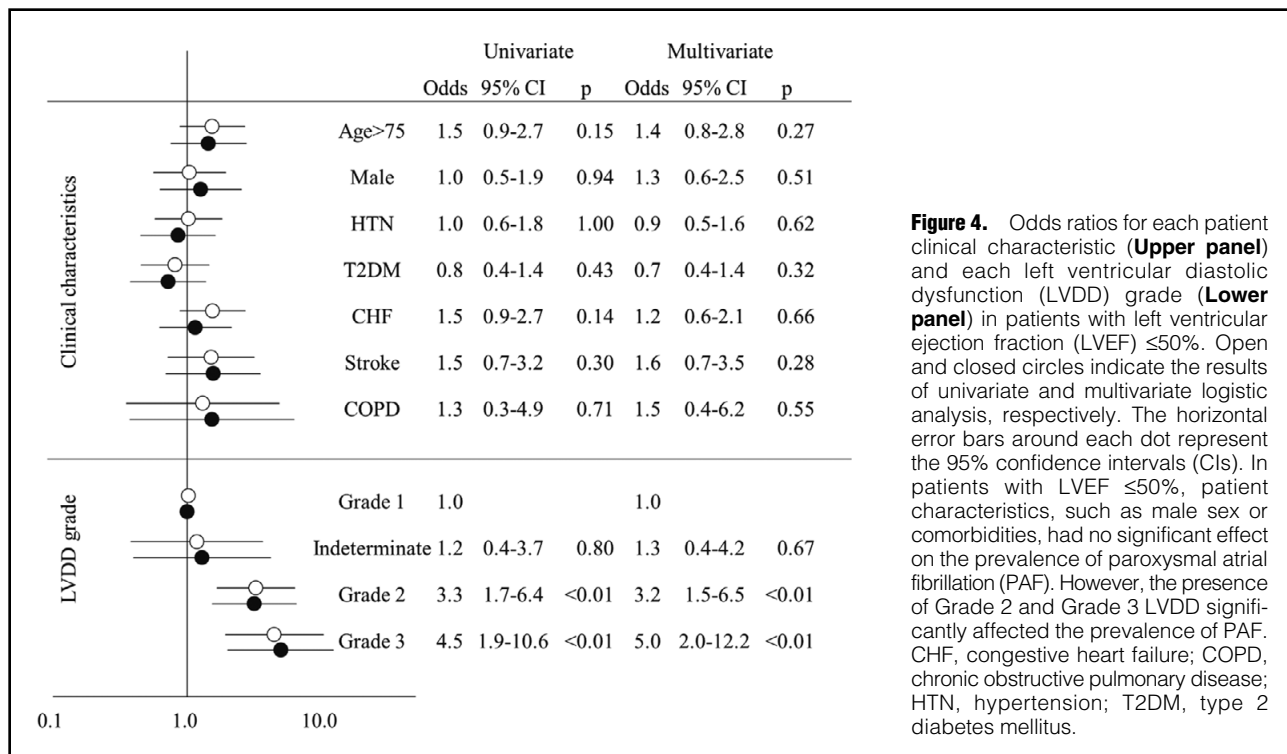 Univariate Multivariate
Odds 95% CI p Odds 95% CI p
Clinical characteristics
Age>75 1.5 0.9-2.7 0.15 1.4 0.8-2.8 0.27
Male 1.0 0.5-1.9 0.94 1.3 0.6-2.5 0.51
HTN 1.0 0.6-1.8 1.00 0.9 0.5-1.6 0.62
T2DM 0.8 0.4-1.4 0.43 0.7 0.4-1.4 0.32
CHF 1.5 0.9-2.7 0.14 1.2 0.6-2.1 0.66
Stroke 1.5 0.7-3.2 0.30 1.6 0.7-3.5 0.28
COPD 1.3 0.3-4.9 0.71 1.5 0.4-6.2 0.55
LVDD grade
Grade 1 1.0 1.0
Indeterminate 1.2 0.4-3.7 0.80 1.3 0.4-4.2 0.67
Grade 2 3.3 1.7-6.4 <0.01 3.2 1.5-6.5 <0.01
Grade 3 4.5 1.9-10.6 <0.01 5.0 2.0-12.2 <0.01
0.1 1.0 10.0
Figure 4. Odds ratios for each patient
clinical characteristic (Upper panel)
and each left ventricular diastolic
dysfunction (LVDD) grade (Lower
panel) in patients with left ventricular
ejection fraction (LVEF) ≤50%. Open
and closed circles indicate the results
of univariate and multivariate logistic
analysis, respectively. The horizontal
error bars around each dot represent
the 95% confidence intervals (CIs). In
patients with LVEF ≤50%, patient
characteristics, such as male sex or
comorbidities, had no significant effect
on the prevalence of paroxysmal atrial
fibrillation (PAF). However, the presence
of Grade 2 and Grade 3 LVDD signifi-
cantly affected the prevalence of PAF.
CHF, congestive heart failure; COPD,
chronic obstructive pulmonary disease;
HTN, hypertension; T2DM, type 2
diabetes mellitus.